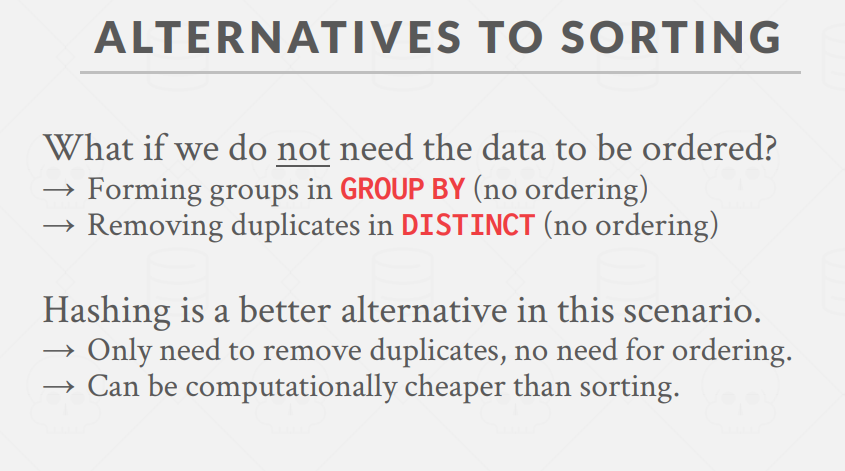 ALTERNATIVES TO SORTING
What if we do not need the data to be ordered?
→ Forming groups in GROUP BY (no ordering)
→ Removing duplicates in DISTINCT (no ordering)
Hashing is a better alternative in this scenario.
→ Only need to remove duplicates, no need for ordering.
→ Can be computationally cheaper than sorting.